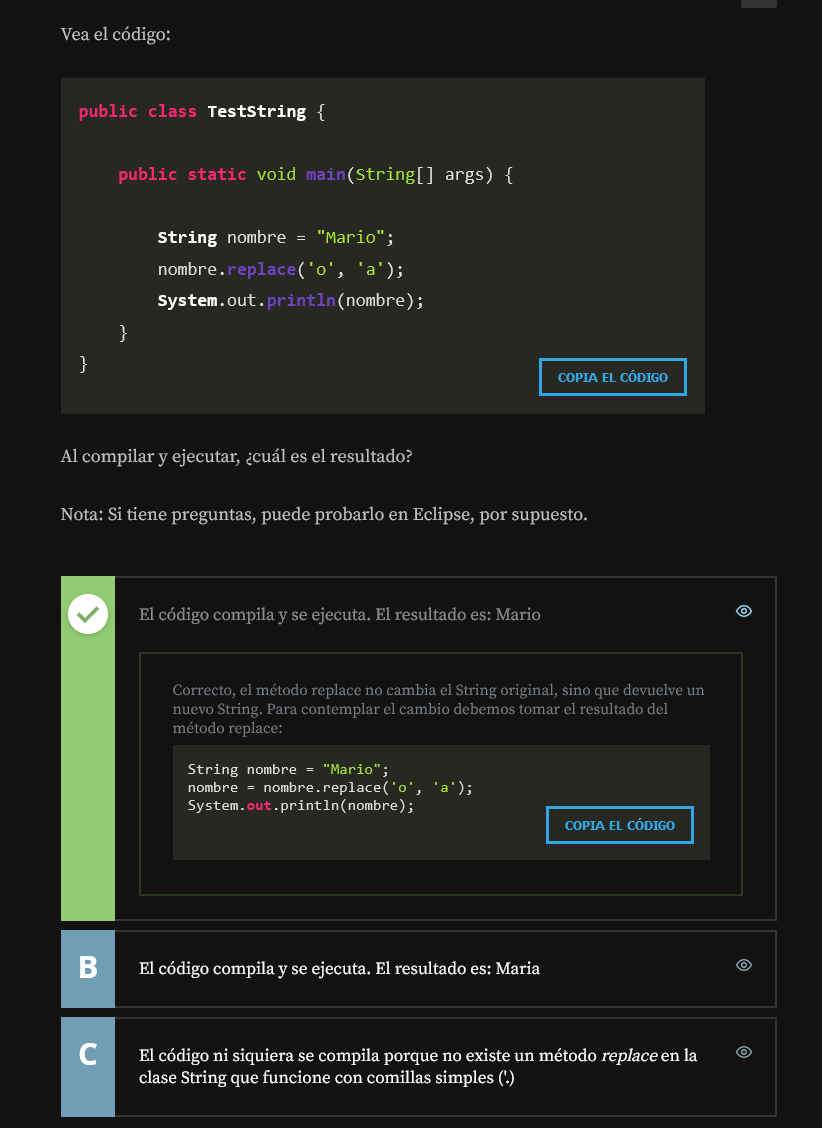 Vea el código:
public class TestString {
public static void main(String[] args) {
String nombre = "Mario";
nombre.replace('o', 'a');
System.out.println(nombre);
}
}
COPIA EL CÓDIGO
Al compilar y ejecutar, ¿cuál es el resultado?
Nota: Si tiene preguntas, puede probarlo en Eclipse, por supuesto.
El código compila y se ejecuta. El resultado es: Mario
Correcto, el método replace no cambia el String original, sino que devuelve un
nuevo String. Para contemplar el cambio debemos tomar el resultado del
método replace:
String nombre = "Mario";
nombre = nombre.replace('o', 'a');
System.out.println(nombre);
COPIA EL CÓDIGO
B
El código compila y se ejecuta. El resultado es: Maria
C
El código ni siquiera se compila porque no existe un método replace en la
clase String que funcione con comillas simples ('.)